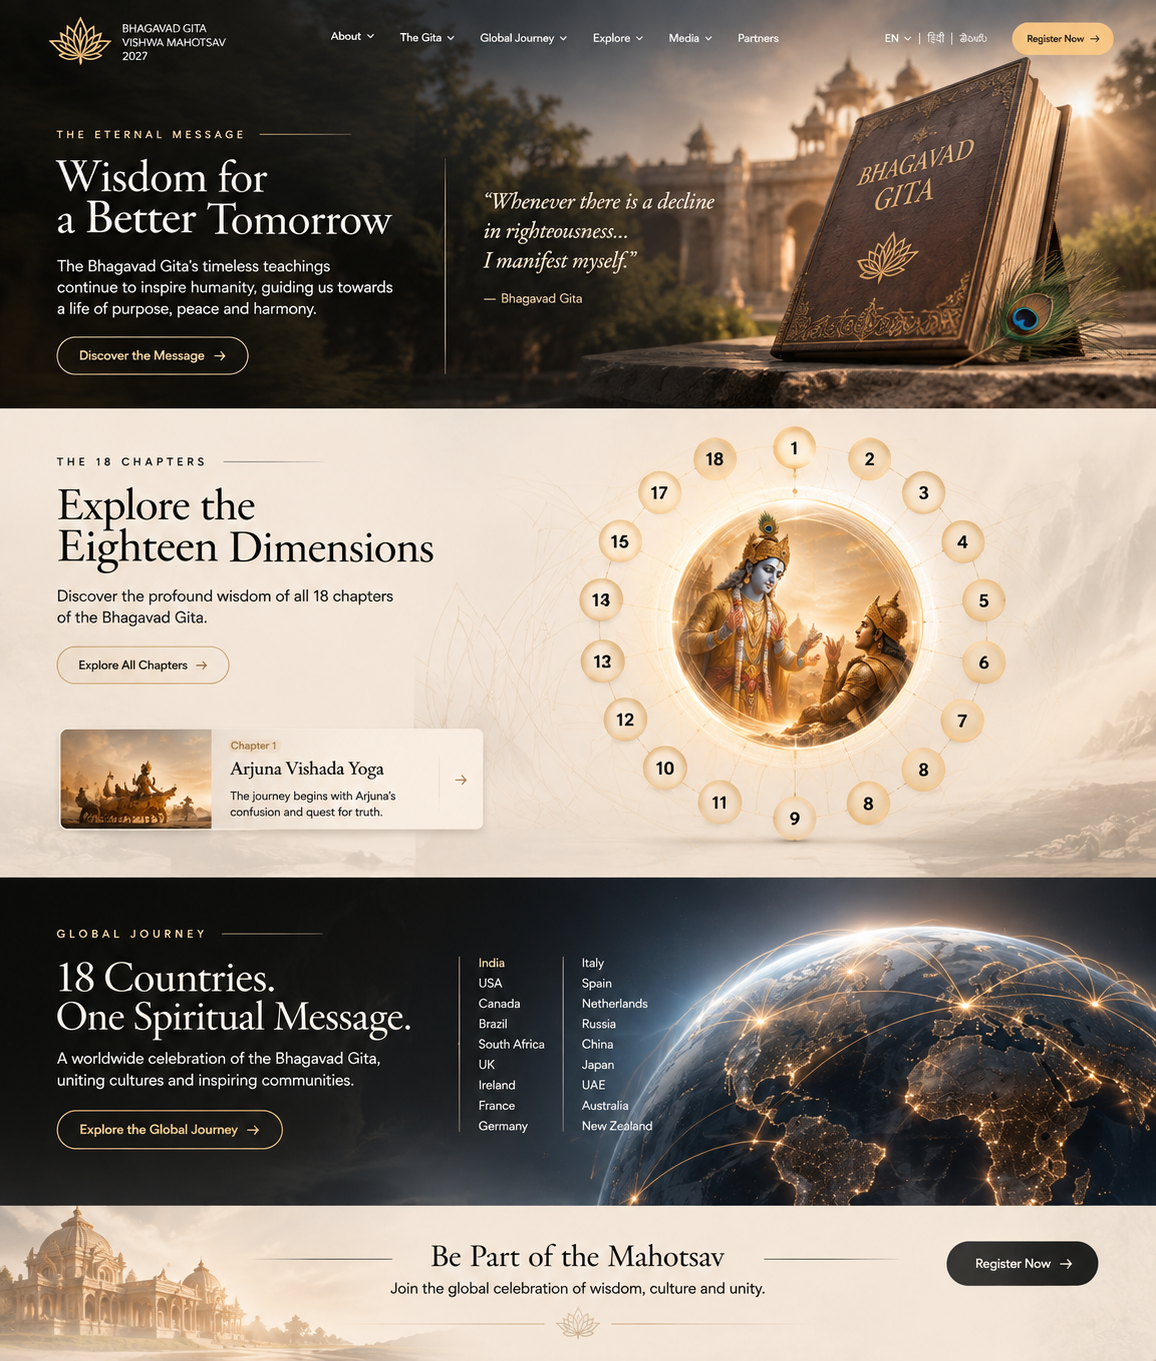 BHAGAVAD GITA
VISHWA MAHOTSAV
2027
About
The Gita
Global Journey
Explore
Media
Partners
EN | हिंदी |
Register Now →
THE ETERNAL MESSAGE
Wisdom for
a Better Tomorrow
The Bhagavad Gita's timeless teachings
continue to inspire humanity, guiding us towards
a life of purpose, peace and harmony.
Discover the Message →
“Whenever there is a decline
in righteousness...
I manifest myself.”
— Bhagavad Gita
BHAGAVAD
GITA
THE 18 CHAPTERS
Explore the
Eighteen Dimensions
Discover the profound wisdom of all 18 chapters
of the Bhagavad Gita.
Explore All Chapters →
Chapter 1
Arjuna Vishada Yoga
The journey begins with Arjuna's
confusion and quest for truth.
→
1
2
3
4
5
6
7
8
8
9
11
10
12
13
13
15
17
18
GLOBAL JOURNEY
18 Countries.
One Spiritual Message.
A worldwide celebration of the Bhagavad Gita,
uniting cultures and inspiring communities.
Explore the Global Journey →
India
USA
Canada
Brazil
South Africa
UK
Ireland
France
Germany
Italy
Spain
Netherlands
Russia
China
Japan
UAE
Australia
New Zealand
Be Part of the Mahotsav
Join the global celebration of wisdom, culture and unity.
Register Now →